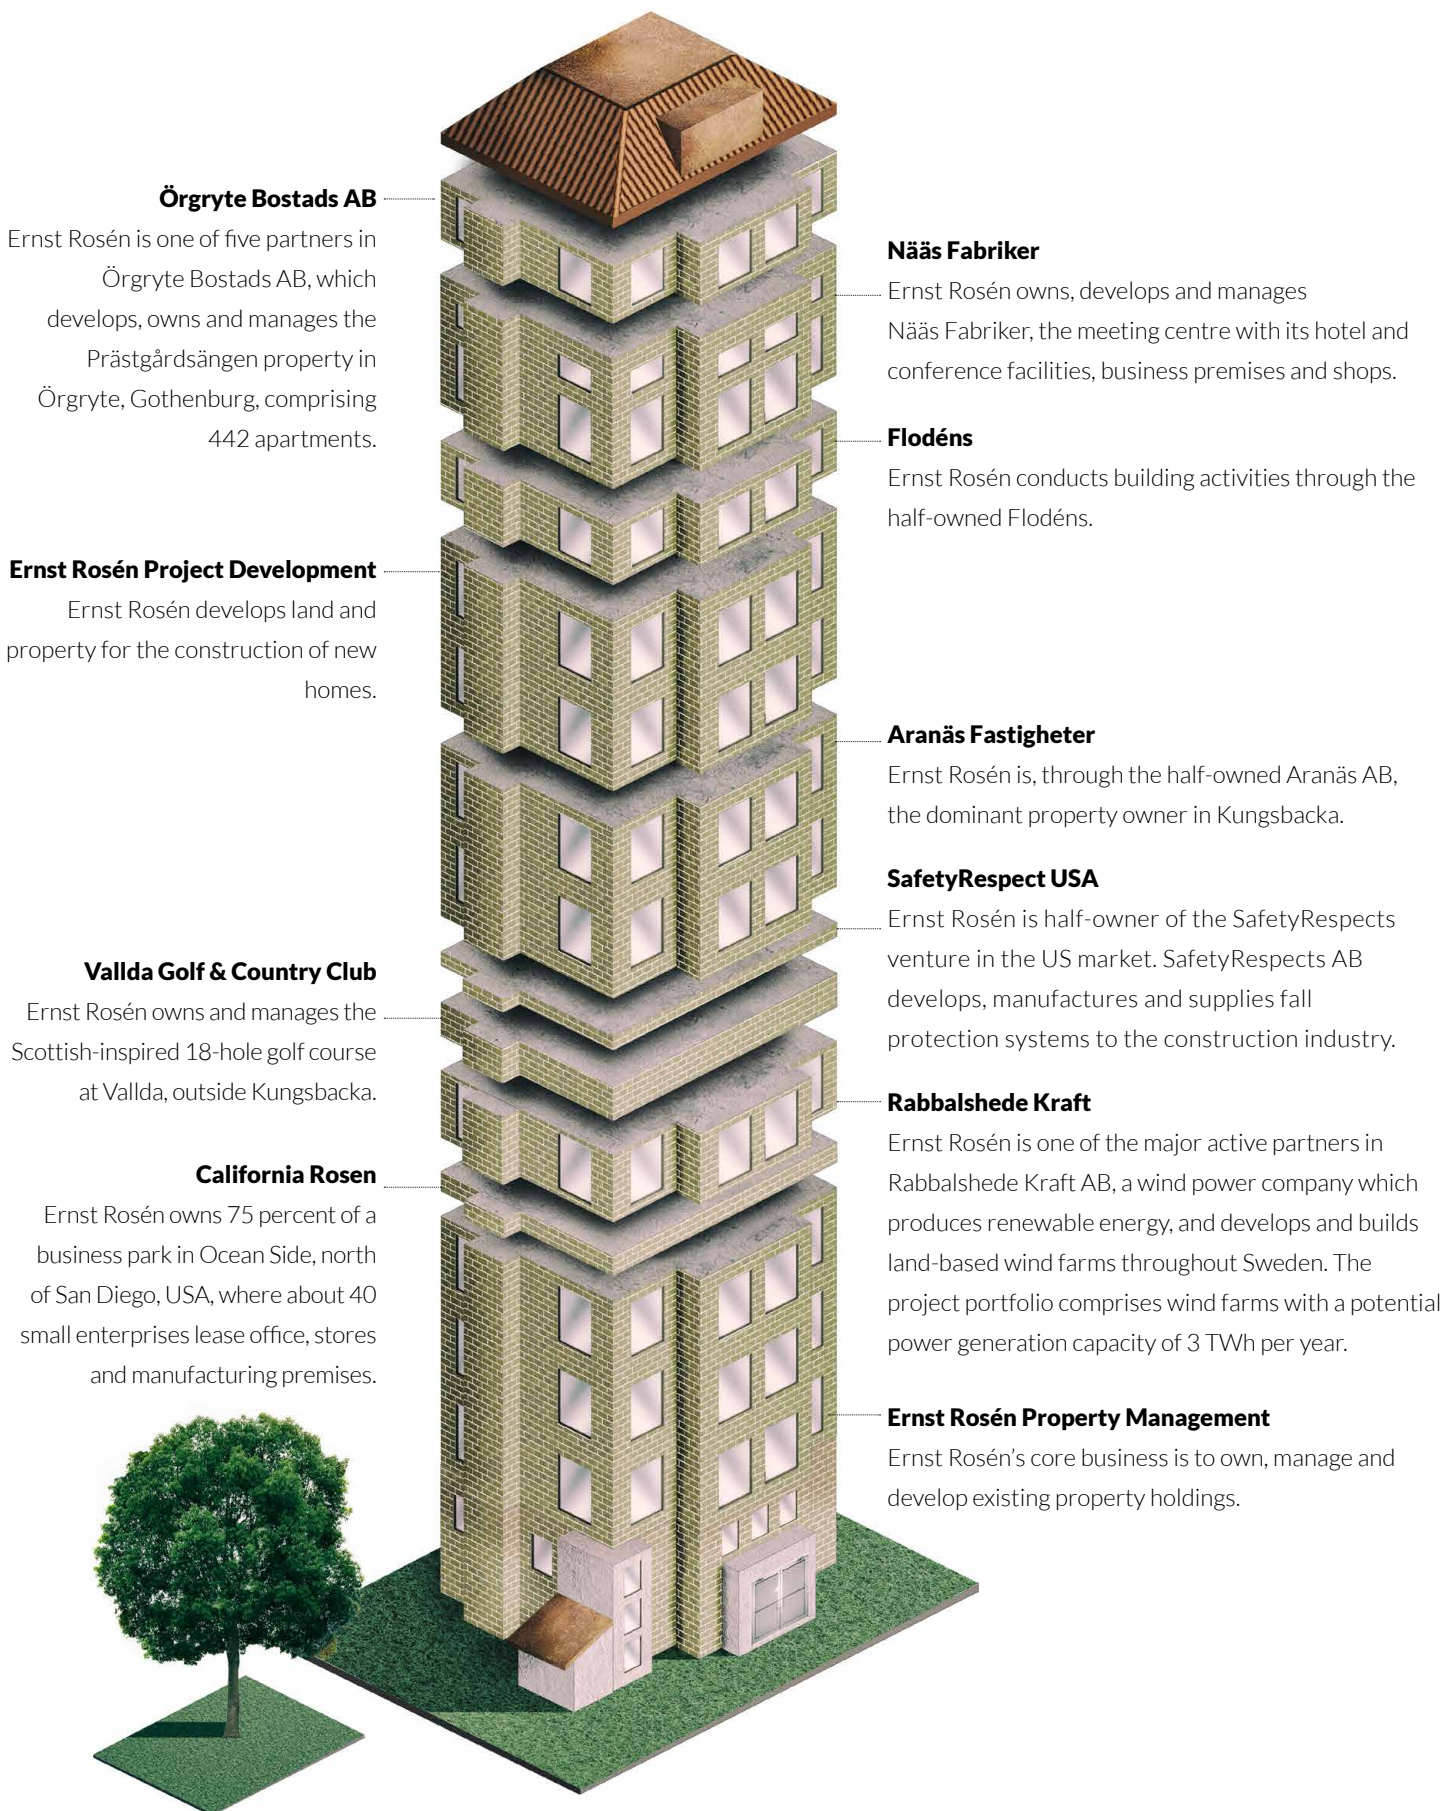 Örgryte Bostads AB
Ernst Rosén is one of five partners in
Örgryte Bostads AB, which
develops, owns and manages the
Prästgårdsängen property in
Örgryte, Gothenburg, comprising
442 apartments.
Ernst Rosén Project Development
Ernst Rosén develops land and
property for the construction of new
homes.
Vallda Golf & Country Club
Ernst Rosén owns and manages the
Scottish-inspired 18-hole golf course
at Vallda, outside Kungsbacka.
California Rosen
Ernst Rosén owns 75 percent of a
business park in Ocean Side, north
of San Diego, USA, where about 40
small enterprises lease office, stores
and manufacturing premises.
Nääs Fabriker
Ernst Rosén owns, develops and manages
Nääs Fabriker, the meeting centre with its hotel and
conference facilities, business premises and shops.
Flodéns
Ernst Rosén conducts building activities through the
half-owned Flodéns.
Aranäs Fastigheter
Ernst Rosén is, through the half-owned Aranäs AB,
the dominant property owner in Kungsbacka.
SafetyRespect USA
Ernst Rosén is half-owner of the SafetyRespects
venture in the US market. SafetyRespects AB
develops, manufactures and supplies fall
protection systems to the construction industry.
Rabbalshede Kraft
Ernst Rosén is one of the major active partners in
Rabbalshede Kraft AB, a wind power company which
produces renewable energy, and develops and builds
land-based wind farms throughout Sweden. The
project portfolio comprises wind farms with a potential
power generation capacity of 3 TWh per year.
Ernst Rosén Property Management
Ernst Rosén’s core business is to own, manage and
develop existing property holdings.